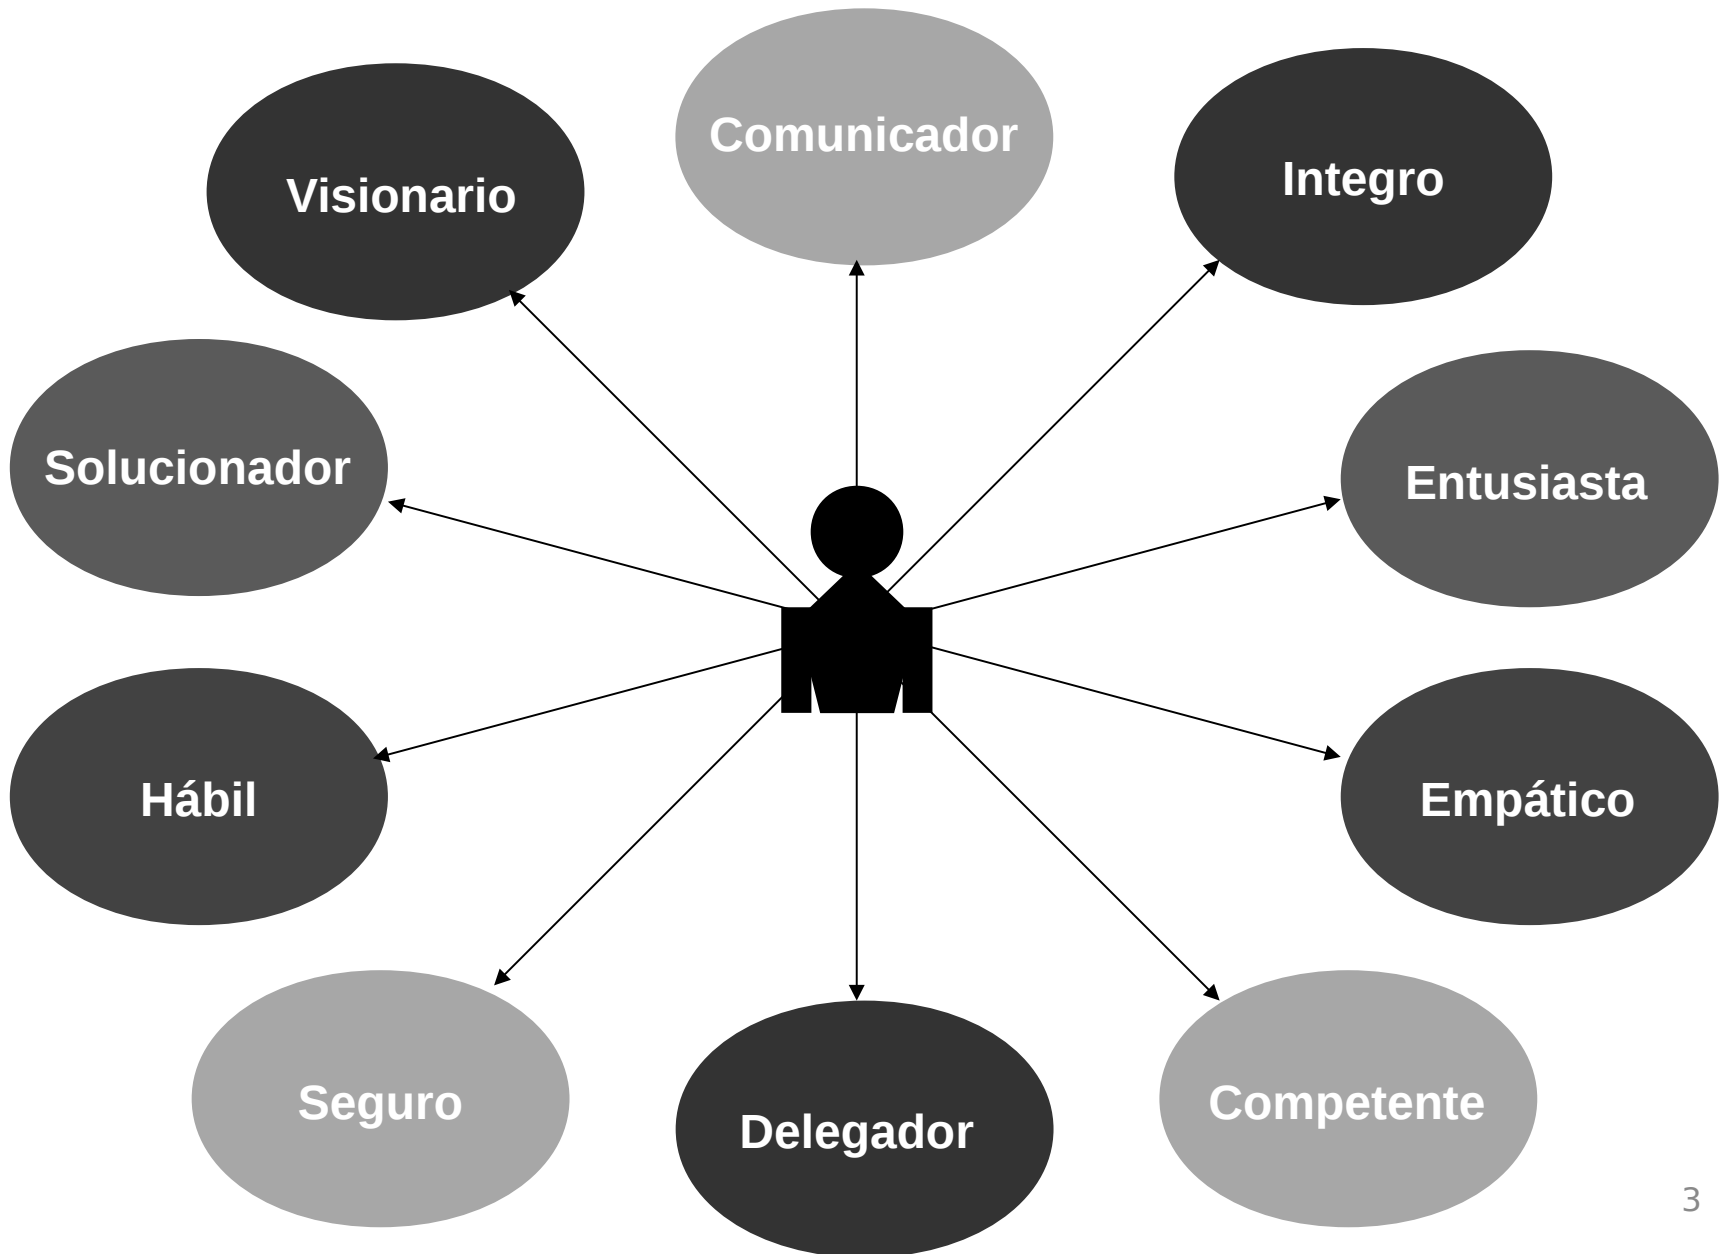 Comunicador
Visionario
Integro
Solucionador
Entusiasta
Hábil
Empático
Seguro
Delegador
Competente
3